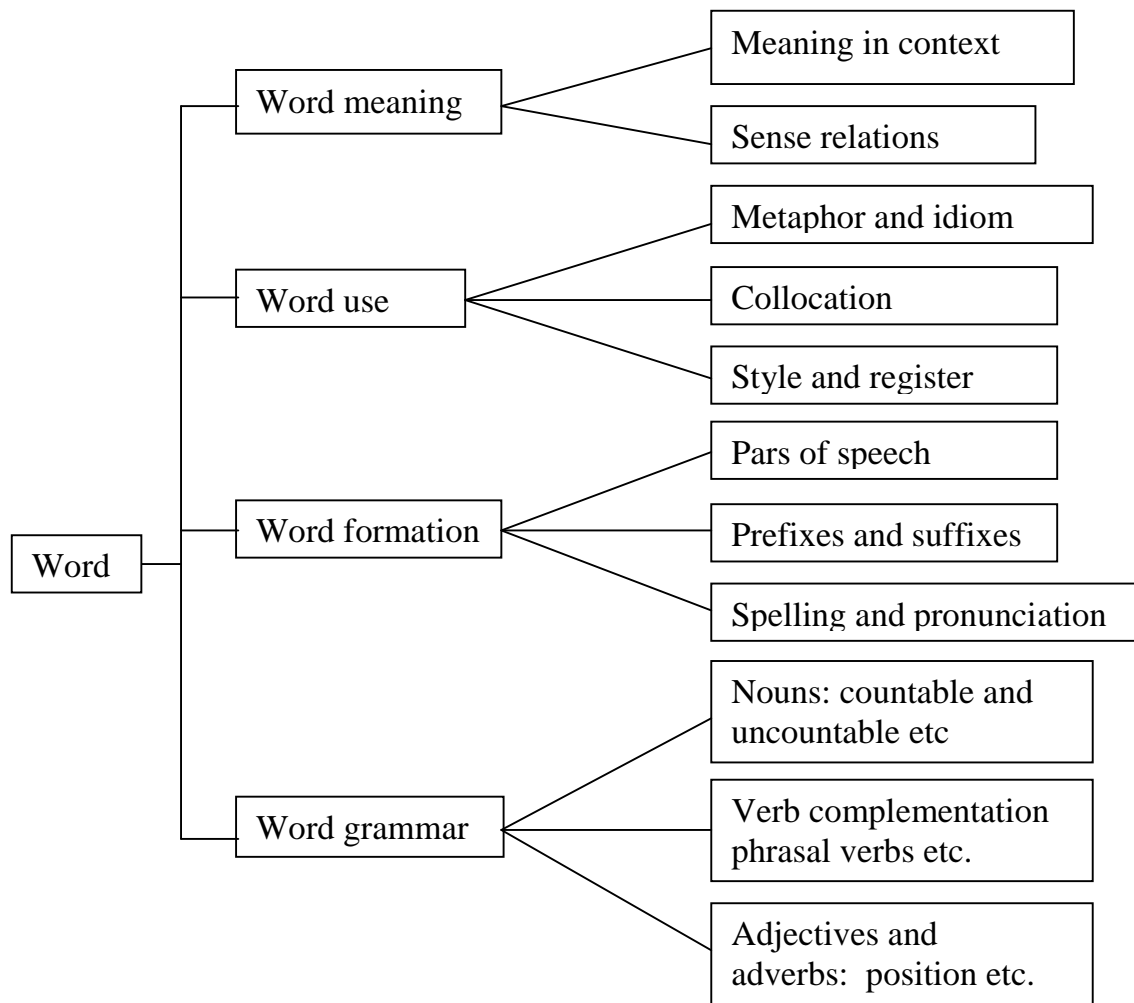 Word
Word meaning
Meaning in context
Sense relations
Word use
Metaphor and idiom
Collocation
Style and register
Word formation
Pars of speech
Prefixes and suffixes
Spelling and pronunciation
Word grammar
Nouns: countable and
uncountable etc
Verb complementation
phrasal verbs etc.
Adjectives and
adverbs:  position etc.